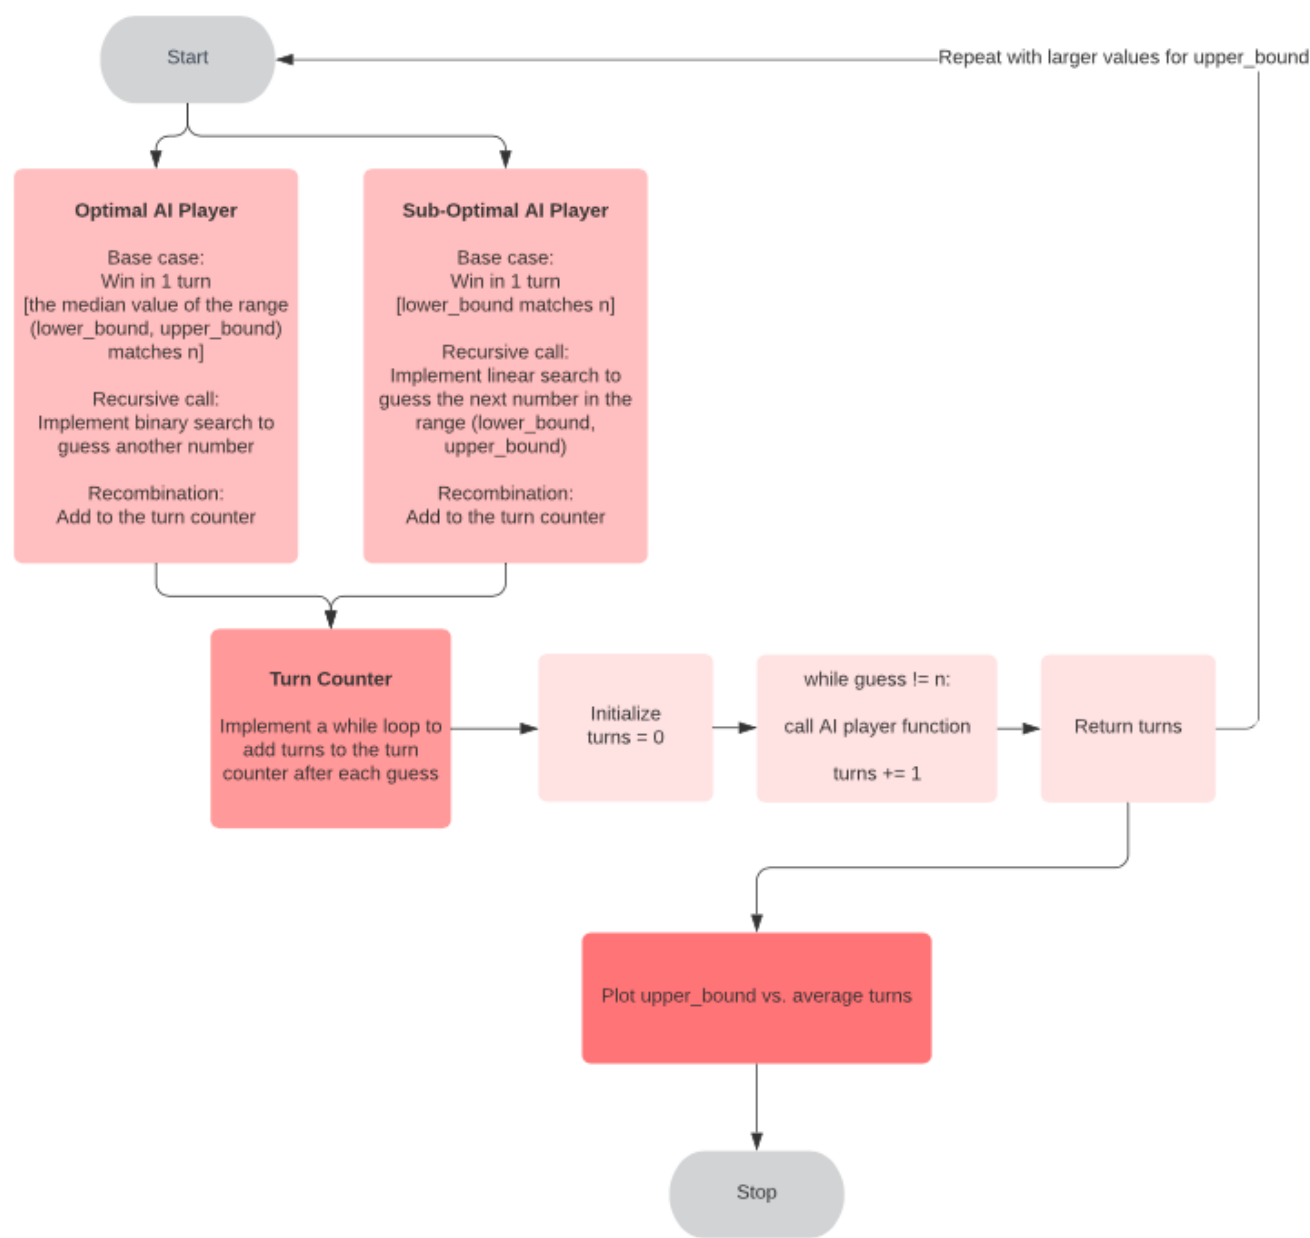 Start
Repeat with larger values for upper_bound
Optimal AI Player
Base case:
Win in 1 turn
[the median value of the range
(lower_bound, upper_bound)
matches n]
Recursive call:
Implement binary search to
guess another number
Recombination:
Add to the turn counter
Sub-Optimal AI Player
Base case:
Win in 1 turn
[lower_bound matches n]
Recursive call:
Implement linear search to
guess the next number in the
range (lower_bound,
upper_bound)
Recombination:
Add to the turn counter
Turn Counter
Implement a while loop to
add turns to the turn
counter after each guess
Initialize
turns = 0
while guess != n:
call AI player function
turns += 1
Return turns
Plot upper_bound vs. average turns
Stop